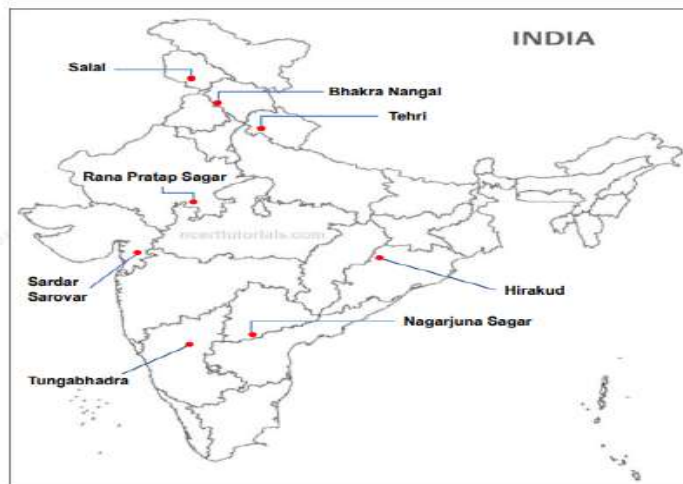 INDIA
Salal
Bhakra Nangal
Tehri
Rana Pratap Sagar
ncerttutorials.com
Sardar
Sarovar
Hirakud
Nagarjuna Sagar
Tungabhadra